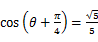 cos (θ + π/4) = √5/5